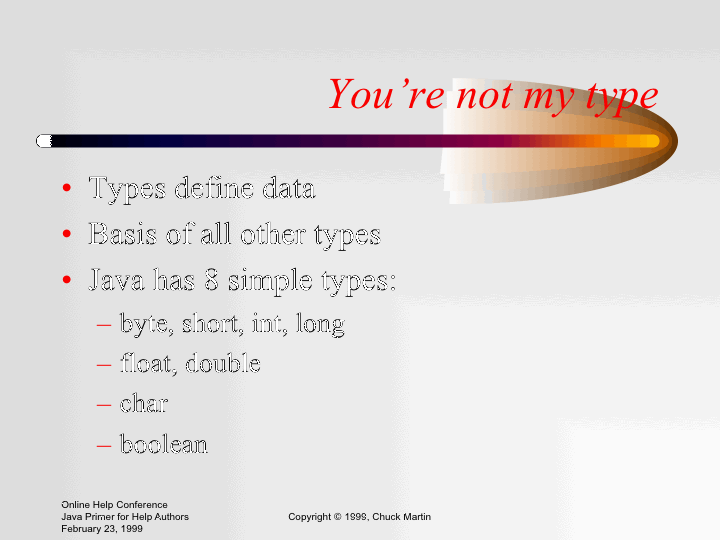 You’re not my type
• Types define data
• Basis of all other types
• Java has 8 simple types:
– byte, short, int, long
– float, double
– char
– boolean
Online Help Conference
Java Primer for Help Authors
February 23, 1999
Copyright © 1999, Chuck Martin